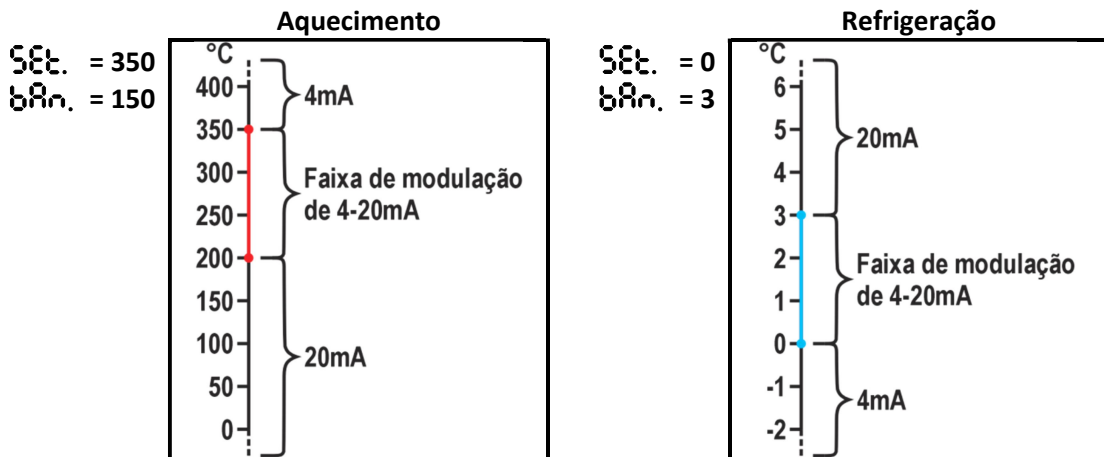 Aquecimento
SEt. = 350
bAn. = 150
°C
400
350
300
250
200
150
100
50
0
4mA
Faixa de modulação
de 4-20mA
20mA
Refrigeração
SEt. = 0
bAn. = 3
°C
6
5
4
3
2
1
0
-1
-2
20mA
Faixa de modulação
de 4-20mA
4mA